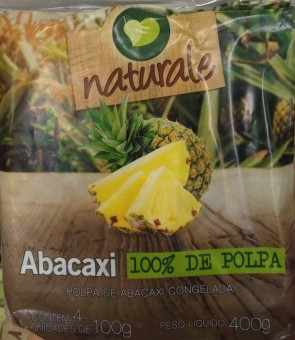 naturale
Abacaxi 100% DE POLPA
POLPA DE ABACAXI CONGELADA
CONTÉM 4
UNIDADES DE 100g PESO LÍQUIDO 400g